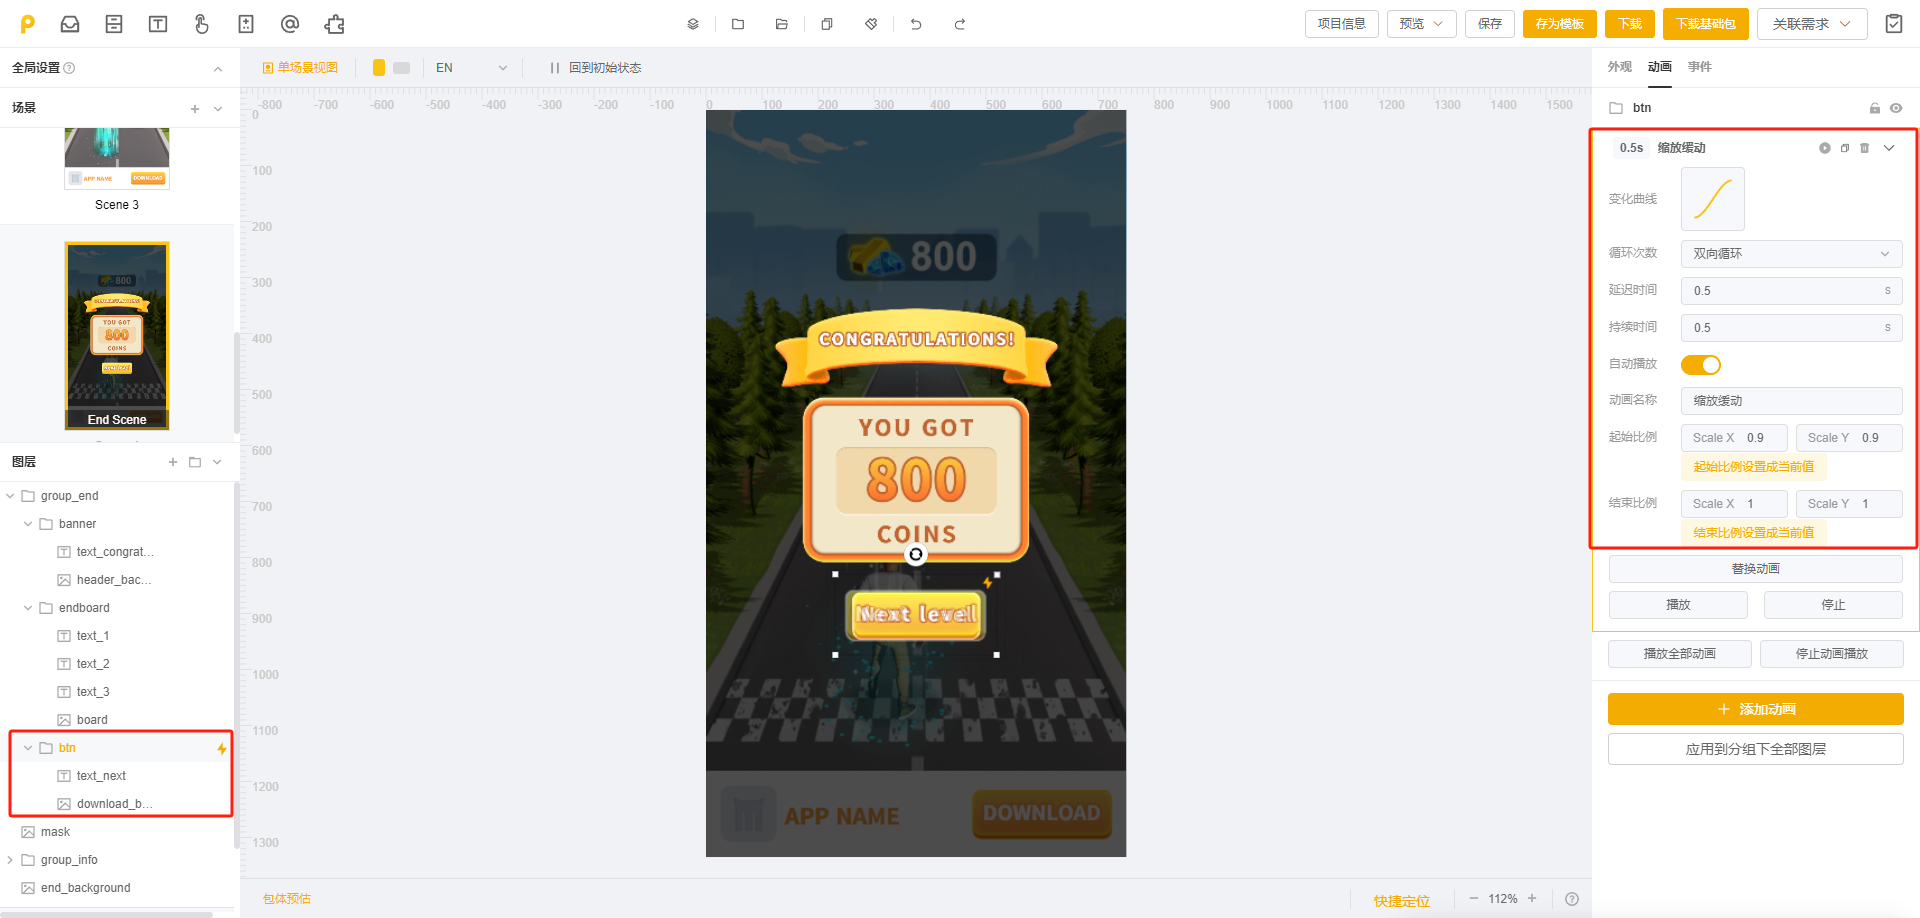 项目信息
预览
保存
存为模板
下载
下载基础包
关联需求
全局设置
单场景视图
EN
回到初始状态
外观
动画
事件
场景
-800 -700 -600 -500 -400 -300 -200 -100 0 100 200 300 400 500 600 700 800 900 1000 1100 1200 1300 1400 1500
0
100
200
300
400
500
600
700
800
900
1000
1100
1200
1300
APP NAME
DOWNLOAD
Scene 3
800
CONGRATULATIONS!
YOU GOT
800
COINS
End Scene
图层
group_end
banner
text_congrat...
header_bac...
endboard
text_1
text_2
text_3
board
btn
text_next
download_b...
mask
group_info
end_background
800
CONGRATULATIONS!
YOU GOT
800
COINS
Next level
APP NAME
DOWNLOAD
包体预估
快捷定位
112%
btn
0.5s 缩放缓动
变化曲线
循环次数 双向循环
延迟时间 0.5 s
持续时间 0.5 s
自动播放
动画名称 缩放缓动
起始比例 Scale X 0.9 Scale Y 0.9
起始比例设置成当前值
结束比例 Scale X 1 Scale Y 1
结束比例设置成当前值
替换动画
播放 停止
播放全部动画 停止动画播放
添加动画
应用到分组下全部图层